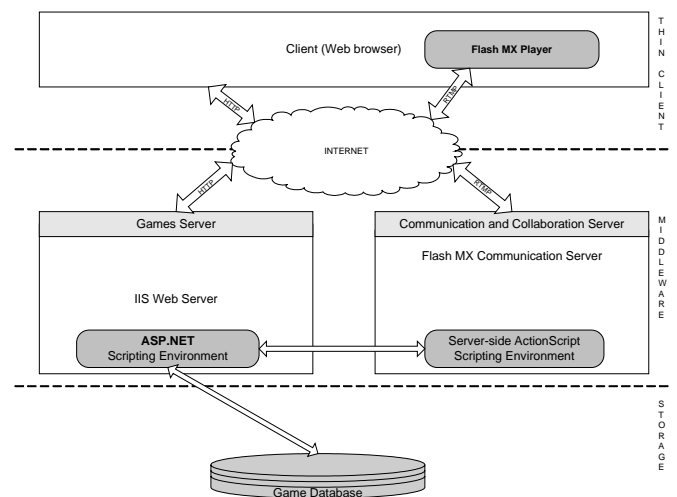 Client (Web browser)
Flash MX Player
THIN CLIENT
HTTP
RTMP
INTERNET
HTTP
RTMP
Games Server
Communication and Collaboration Server
Flash MX Communication Server
IIS Web Server
ASP.NET
Scripting Environment
Server-side ActionScript
Scripting Environment
MIDDLEWARE
STORAGE
Game Database